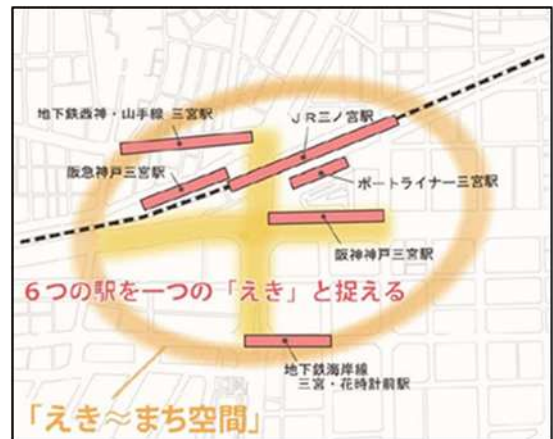 地下鉄西神・山手線 三宮駅
JR三ノ宮駅
阪急神戸三宮駅
ポートライナー三宮駅
阪神神戸三宮駅
6つの駅を一つの「えき」と捉える
地下鉄海岸線
三宮・花時計前駅
「えき≈まち空間」